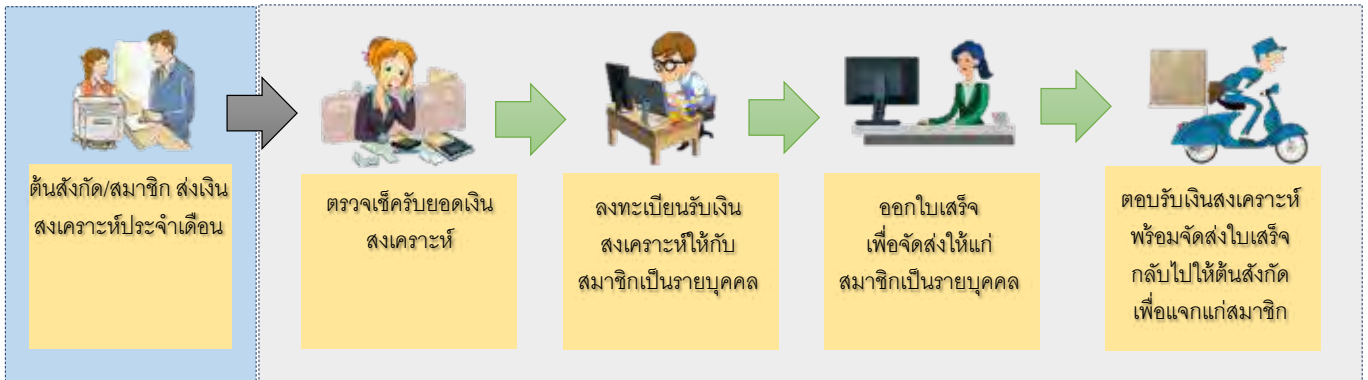 ต้นสังกัด/สมาชิก ส่งเงิน
สงเคราะห์ประจำเดือน
ตรวจเช็ครับยอดเงิน
สงเคราะห์
ลงทะเบียนรับเงิน
สงเคราะห์ให้กับ
สมาชิกเป็นรายบุคคล
ออกใบเสร็จ
เพื่อจัดส่งให้แก่
สมาชิกเป็นรายบุคคล
ตอบรับเงินสงเคราะห์
พร้อมจัดส่งใบเสร็จ
กลับไปให้ต้นสังกัด
เพื่อแจกแก่สมาชิก